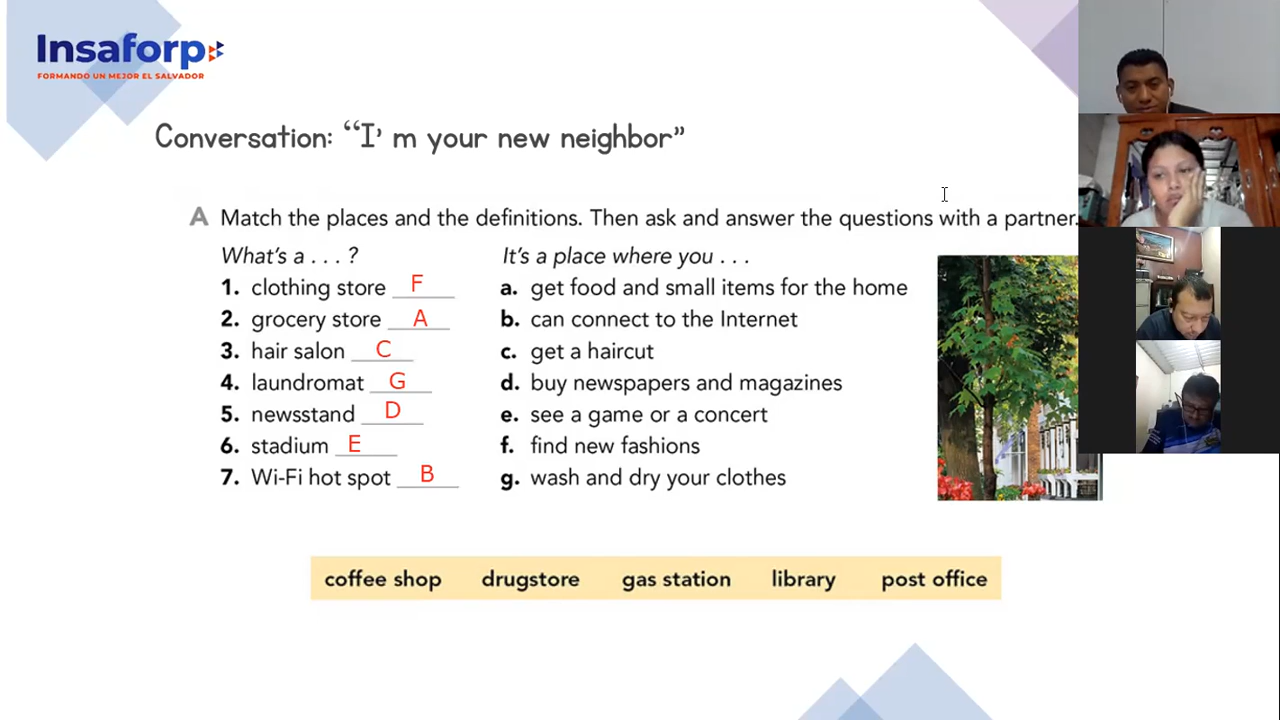 Insaforp
FORMANDO UN MEJOR EL SALVADOR
Conversation: “I’ m your new neighbor”
A Match the places and the definitions. Then ask and answer the questions with a partner.
What's a . . . ?
1. clothing store F
2. grocery store A
3. hair salon C
4. laundromat G
5. newsstand D
6. stadium E
7. Wi-Fi hot spot B
It's a place where you . . .
a. get food and small items for the home
b. can connect to the Internet
c. get a haircut
d. buy newspapers and magazines
e. see a game or a concert
f. find new fashions
g. wash and dry your clothes
coffee shop drugstore gas station library post office